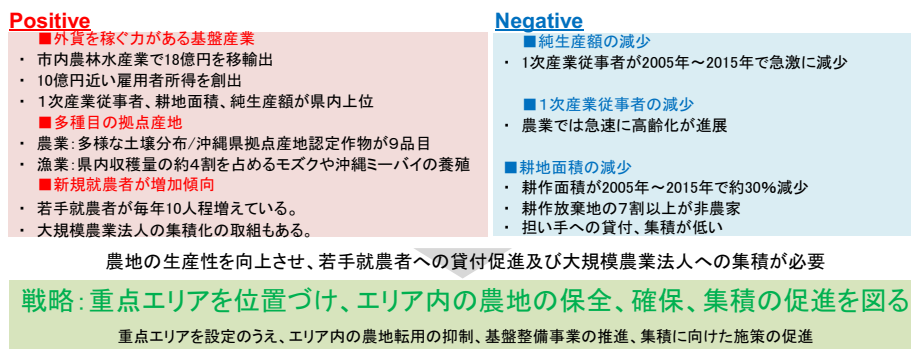 Positive
■外貨を稼ぐ力がある基盤産業
・ 市内農林水産業で18億円を移輸出
・ 10億円近い雇用者所得を創出
・ 1次産業従事者、耕地面積、純生産額が県内上位
■多種目の拠点産地
・ 農業：多様な土壌分布/沖縄県拠点産地認定作物が９品目
・ 漁業：県内収穫量の約４割を占めるモズクや沖縄ミーバイの養殖
■新規就農者が増加傾向
・ 若手就農者が毎年10人程増えている。
・ 大規模農業法人の集積化の取組もある。
Negative
■純生産額の減少
・ 1次産業従事者が2005年～2015年で急激に減少
■１次産業従事者の減少
・ 農業では急速に高齢化が進展
■耕地面積の減少
・ 耕作面積が2005年～2015年で約30%減少
・ 耕作放棄地の７割以上が非農家
・ 担い手への貸付、集積が低い
農地の生産性を向上させ、若手就農者への貸付促進及び大規模農業法人への集積が必要
戦略：重点エリアを位置づけ、エリア内の農地の保全、確保、集積の促進を図る
重点エリアを設定のうえ、エリア内の農地転用の抑制、基盤整備事業の推進、集積に向けた施策の促進